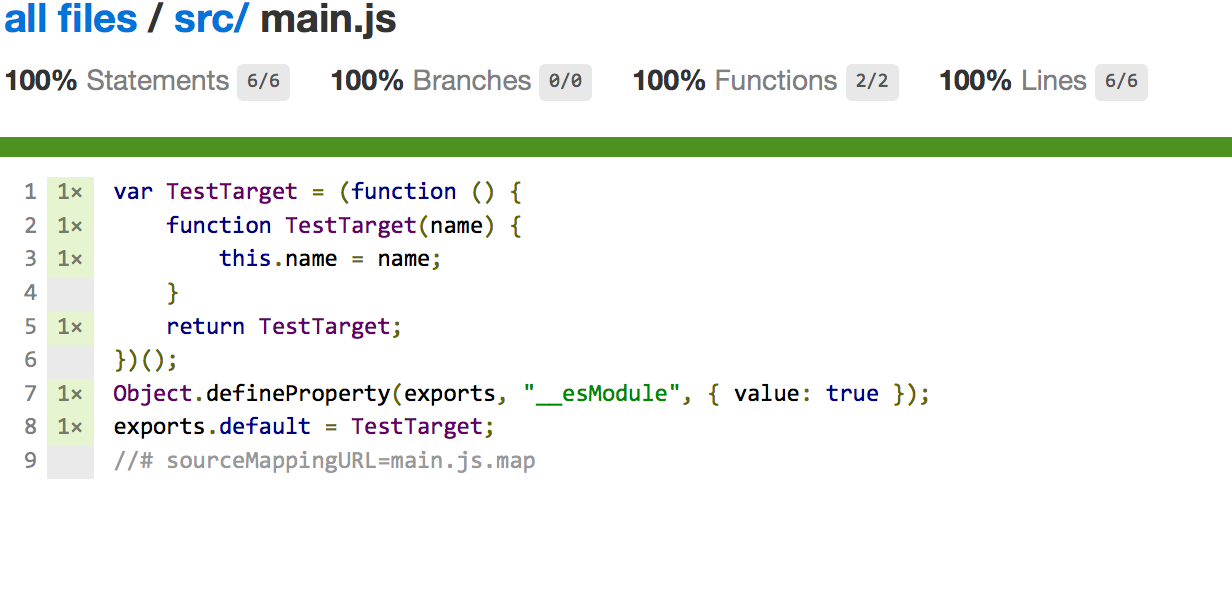 all files / src/ main.js
100% Statements 6/6 100% Branches 0/0 100% Functions 2/2 100% Lines 6/6
1 1× var TestTarget = (function () {
2 1×     function TestTarget(name) {
3 1×         this.name = name;
4     }
5 1×     return TestTarget;
6 })();
7 1× Object.defineProperty(exports, "__esModule", { value: true });
8 1× exports.default = TestTarget;
9 //# sourceMappingURL=main.js.map